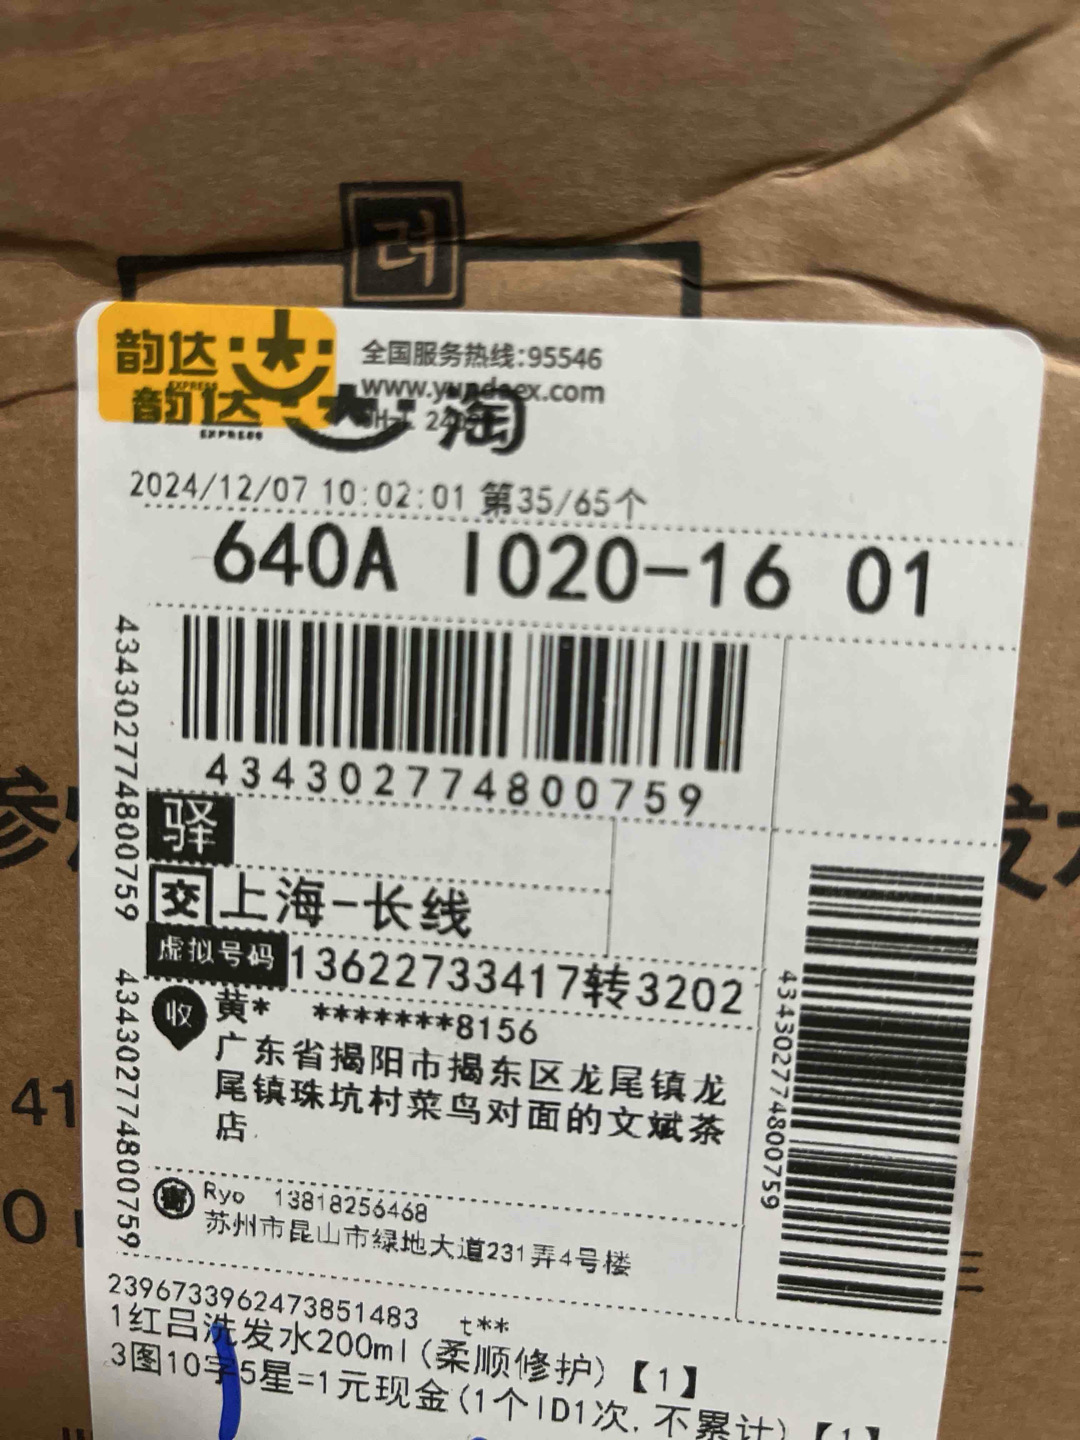 려
韵达
EXPRESS
全国服务热线:95546
www.yundaex.com
韵达
EXPRESS
淘
2024/12/07 10:02:01 第35/65个
640A I020-16 01
434302774800759
驿
交 上海-长线
虚拟号码 13622733417转3202
收 黄* *******8156
广东省揭阳市揭东区龙尾镇龙
尾镇珠坑村菜鸟对面的文斌茶
店.
寄 Ryo 13818256468
苏州市昆山市绿地大道231弄4号楼
2396733962473851483 t**
1红吕洗发水200ml(柔顺修护)【1】
3图10字5星=1元现金(1个ID1次,不累计)【1】
434302774800759
434302774800759
434302774800759
参
发
41
0